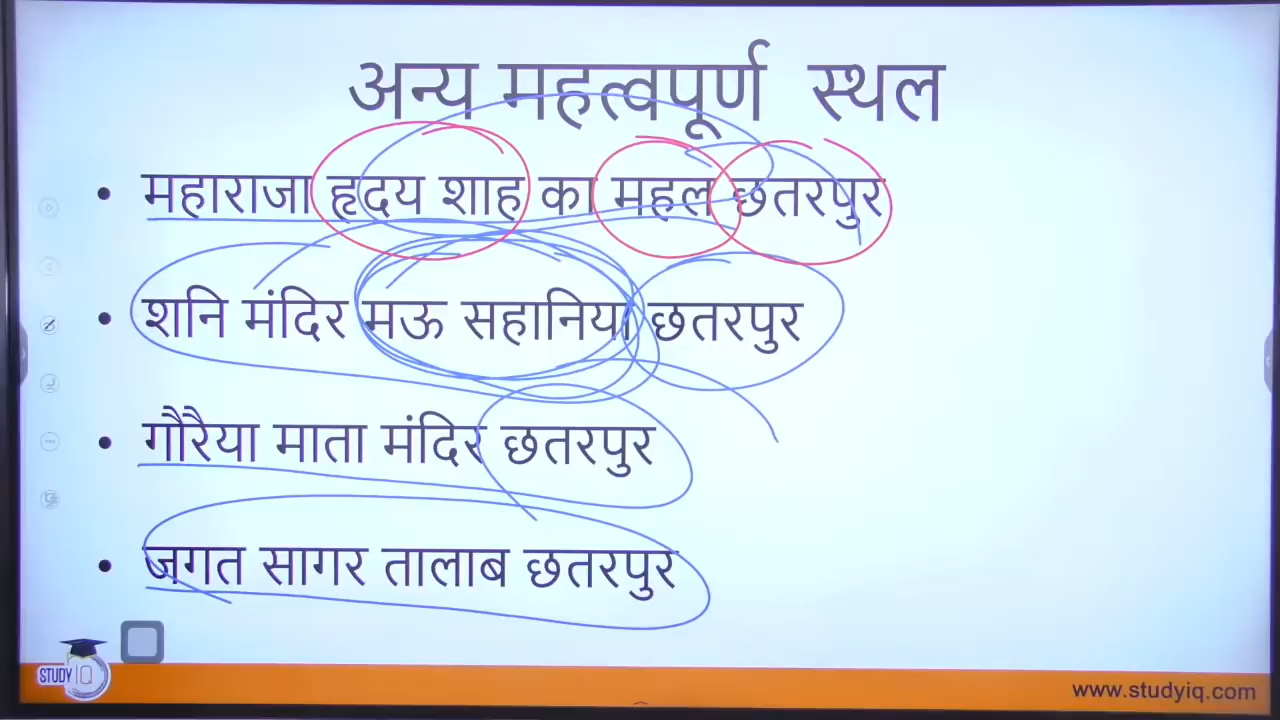 अन्य महत्वपूर्ण स्थल
• महाराजा हृदय शाह का महल छतरपुर
• शनि मंदिर मऊ सहानिया छतरपुर
• गौरैया माता मंदिर छतरपुर
• जगत सागर तालाब छतरपुर
STUDY IQ
www.studyiq.com